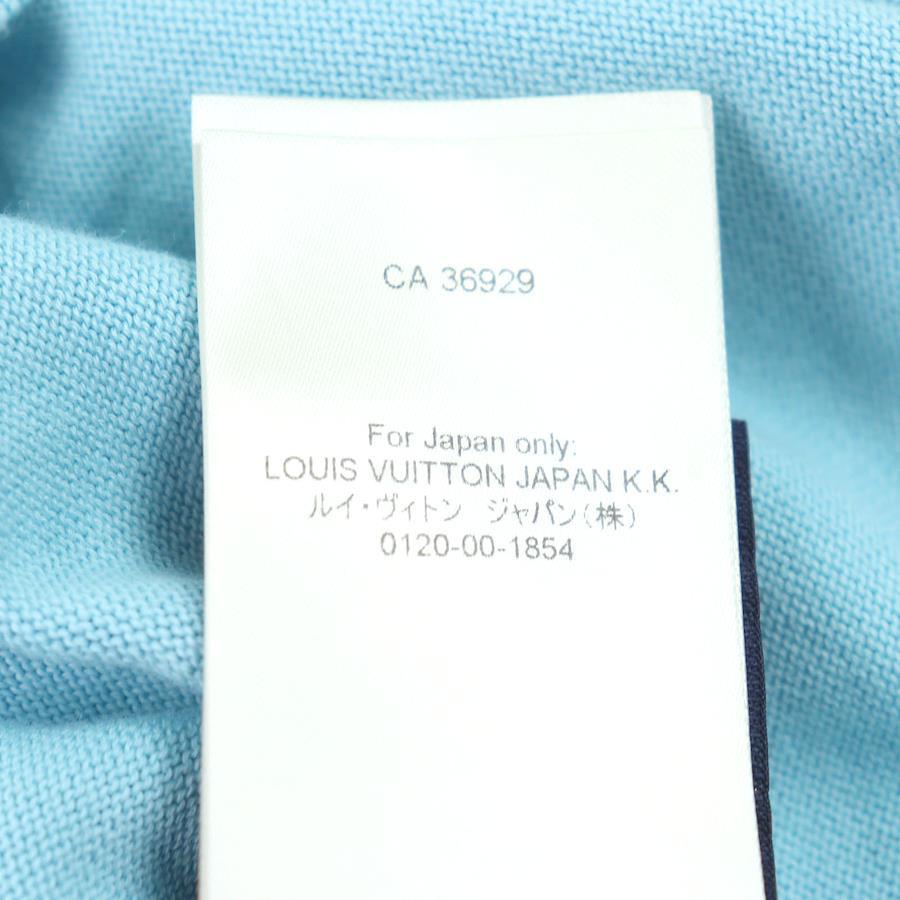 CA 36929
For Japan only:
LOUIS VUITTON JAPAN K.K.
ルイ・ヴィトン ジャパン(株)
0120-00-1854